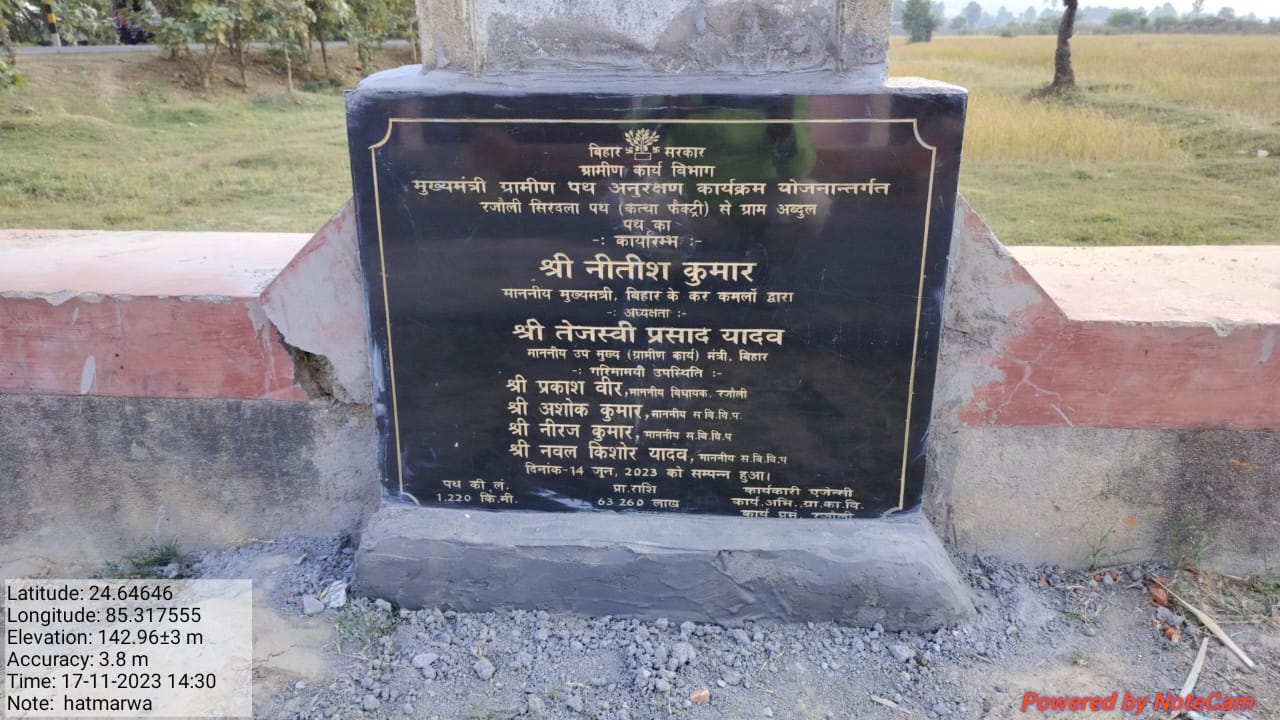 बिहार सरकार
ग्रामीण कार्य विभाग
मुख्यमंत्री ग्रामीण पथ अनुरक्षण कार्यक्रम योजनान्तर्गत
रजौली सिरदला पथ (कत्था फैक्ट्री) से ग्राम अब्दुल
पथ का
-: कार्यारम्भ :-
श्री नीतीश कुमार
माननीय मुख्यमंत्री, बिहार के कर कमलों द्वारा
-: अध्यक्षता :-
श्री तेजस्वी प्रसाद यादव
माननीय उप मुख्य (ग्रामीण कार्य) मंत्री, बिहार
-: गरिमामयी उपस्थिति :-
श्री प्रकाश वीर, माननीय विधायक, रजौली
श्री अशोक कुमार, माननीय स.वि.वि.प.
श्री नीरज कुमार, माननीय स.बि.वि.प
श्री नवल किशोर यादव, माननीय स.बि.वि.प
दिनांक-14 जुन, 2023 को सम्पन्न हुआ।
पथ की लं. प्रा.राशि कार्यकारी एजेन्सी
1.220 कि.मी. 63.260 लाख कार्य.अभि.,ग्रा.का.वि.
कार्य प्रम. रजौली
Latitude: 24.64646
Longitude: 85.317555
Elevation: 142.96±3 m
Accuracy: 3.8 m
Time: 17-11-2023 14:30
Note: hatmarwa
Powered by NoteCam